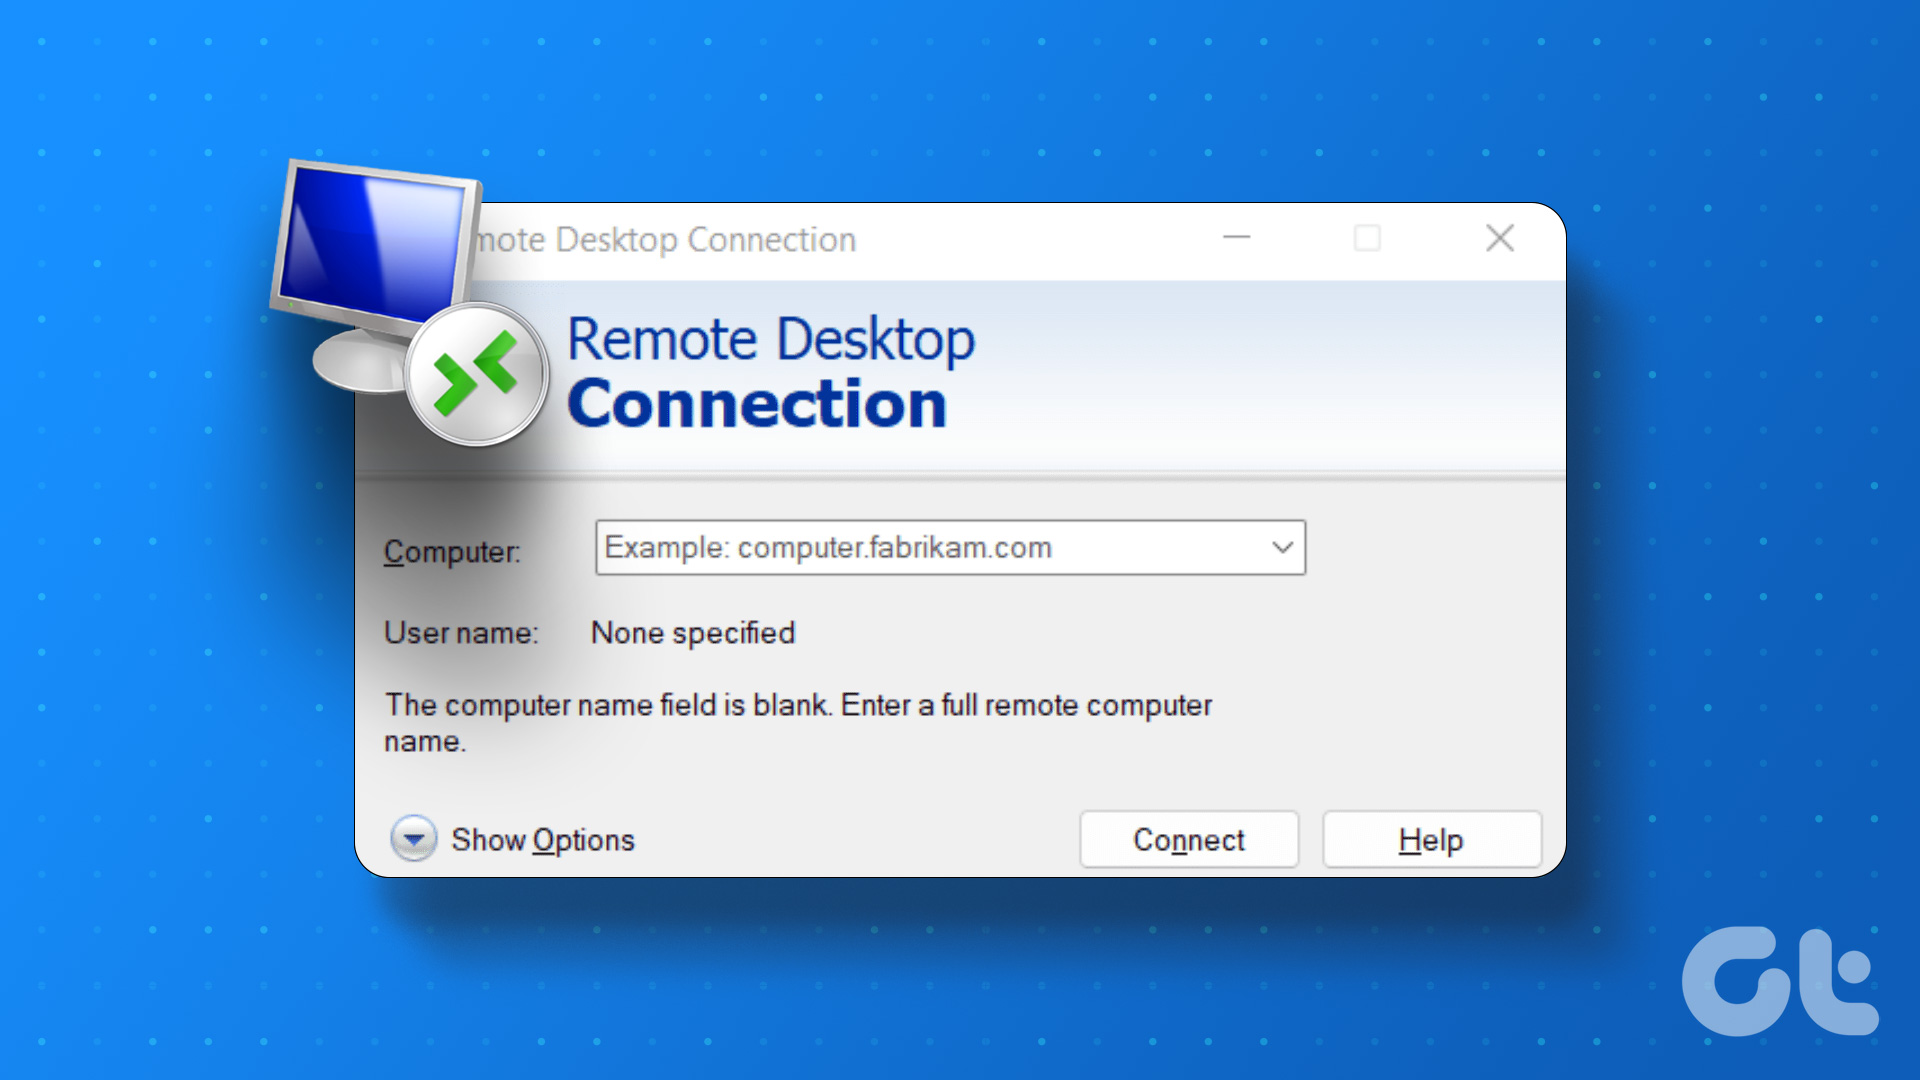 mote Desktop Connection
Remote Desktop
Connection
Computer:
Example: computer.fabrikam.com
User name:
None specified
The computer name field is blank. Enter a full remote computer
name.
Show Options
Connect
Help
Gt